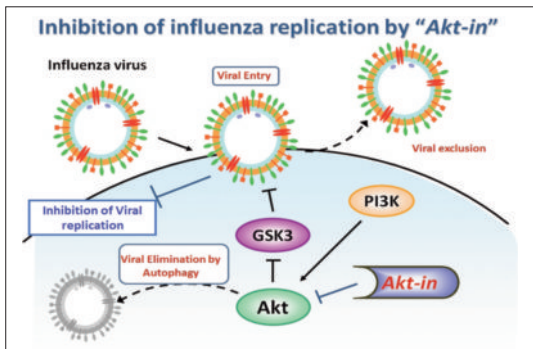 Inhibition of influenza replication by “Akt-in”
Influenza virus
Viral Entry
Viral exclusion
Inhibition of Viral
replication
PI3K
GSK3
Viral Elimination by
Autophagy
Akt
Akt-in